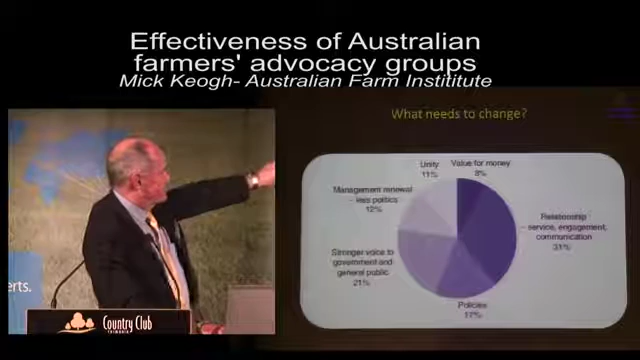 Effectiveness of Australian
farmers' advocacy groups
Mick Keogh- Australian Farm Instititute
What needs to change?
Unity
11%
Value for money
8%
Management renewal
– less politics
12%
Relationship
– service, engagement,
communication
31%
Stronger voice to
government and
general public
21%
Policies
17%
erts.
Country Club
TASMANIA